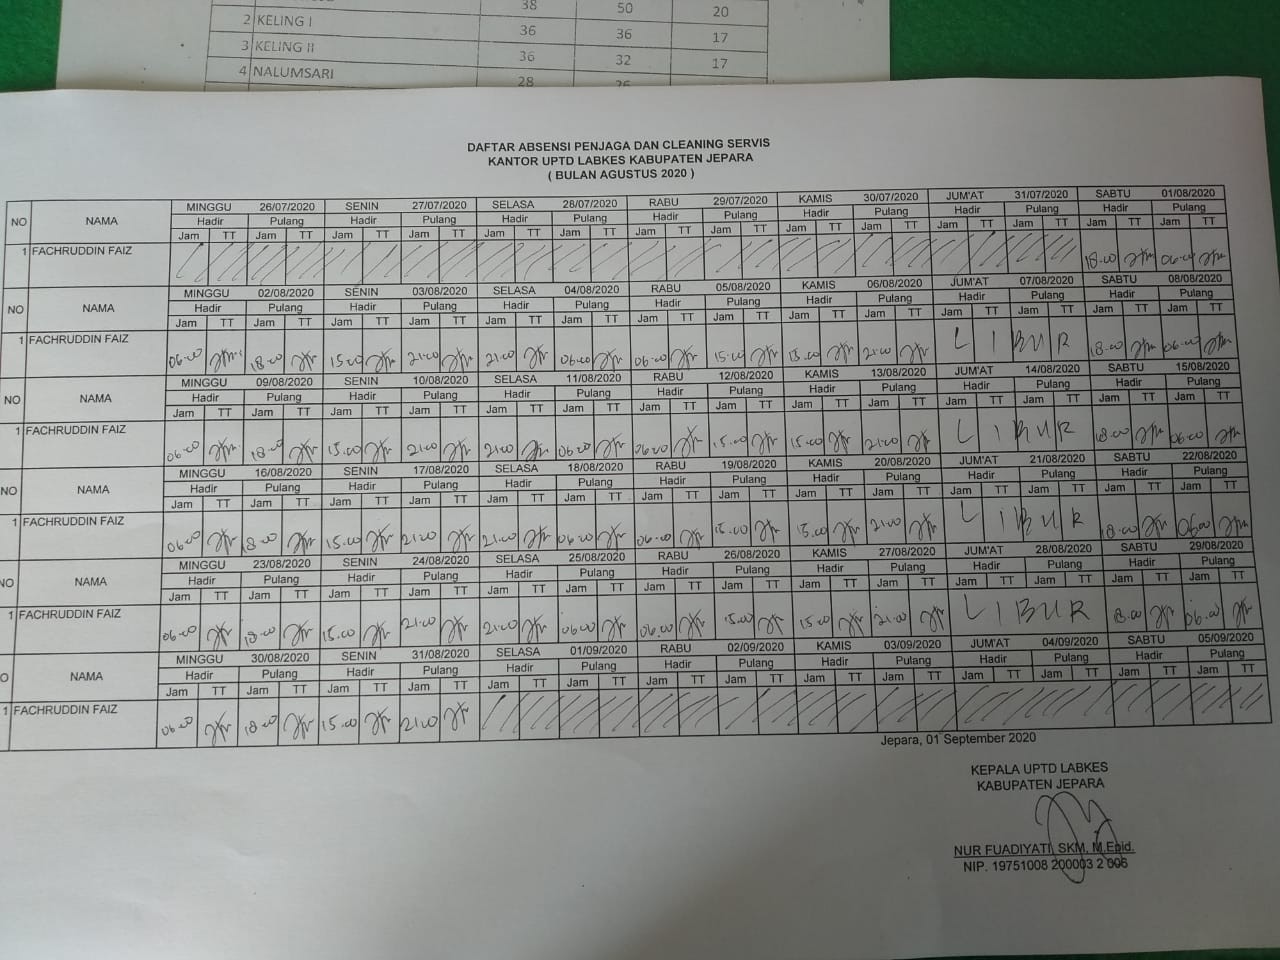 38 50 20
2 KELING I 36 36 17
3 KELING II 36 32 17
4 NALUMSARI 28 26
DAFTAR ABSENSI PENJAGA DAN CLEANING SERVIS
KANTOR UPTD LABKES KABUPATEN JEPARA
( BULAN AGUSTUS 2020 )
NO NAMA MINGGU 26/07/2020 SENIN 27/07/2020 SELASA 28/07/2020 RABU 29/07/2020 KAMIS 30/07/2020 JUM'AT 31/07/2020 SABTU 01/08/2020
Hadir Pulang Hadir Pulang Hadir Pulang Hadir Pulang Hadir Pulang Hadir Pulang Hadir Pulang
Jam TT Jam TT Jam TT Jam TT Jam TT Jam TT Jam TT Jam TT Jam TT Jam TT Jam TT Jam TT Jam TT Jam TT
1 FACHRUDDIN FAIZ 18.00 06.00
NO NAMA MINGGU 02/08/2020 SENIN 03/08/2020 SELASA 04/08/2020 RABU 05/08/2020 KAMIS 06/08/2020 JUM'AT 07/08/2020 SABTU 08/08/2020
Hadir Pulang Hadir Pulang Hadir Pulang Hadir Pulang Hadir Pulang Hadir Pulang Hadir Pulang
Jam TT Jam TT Jam TT Jam TT Jam TT Jam TT Jam TT Jam TT Jam TT Jam TT Jam TT Jam TT Jam TT Jam TT
1 FACHRUDDIN FAIZ 06.00 18.00 15.00 21.00 21.00 06.00 06.00 15.00 15.00 21.00 LIBUR 18.00 06.00
NO NAMA MINGGU 09/08/2020 SENIN 10/08/2020 SELASA 11/08/2020 RABU 12/08/2020 KAMIS 13/08/2020 JUM'AT 14/08/2020 SABTU 15/08/2020
Hadir Pulang Hadir Pulang Hadir Pulang Hadir Pulang Hadir Pulang Hadir Pulang Hadir Pulang
Jam TT Jam TT Jam TT Jam TT Jam TT Jam TT Jam TT Jam TT Jam TT Jam TT Jam TT Jam TT Jam TT Jam TT
1 FACHRUDDIN FAIZ 06.00 18.00 15.00 21.00 21.00 06.00 06.00 15.00 15.00 21.00 LIBUR 18.00 06.00
NO NAMA MINGGU 16/08/2020 SENIN 17/08/2020 SELASA 18/08/2020 RABU 19/08/2020 KAMIS 20/08/2020 JUM'AT 21/08/2020 SABTU 22/08/2020
Hadir Pulang Hadir Pulang Hadir Pulang Hadir Pulang Hadir Pulang Hadir Pulang Hadir Pulang
Jam TT Jam TT Jam TT Jam TT Jam TT Jam TT Jam TT Jam TT Jam TT Jam TT Jam TT Jam TT Jam TT Jam TT
1 FACHRUDDIN FAIZ 06.00 18.00 15.00 21.00 21.00 06.00 06.00 15.00 15.00 21.00 LIBUR 18.00 06.00
NO NAMA MINGGU 23/08/2020 SENIN 24/08/2020 SELASA 25/08/2020 RABU 26/08/2020 KAMIS 27/08/2020 JUM'AT 28/08/2020 SABTU 29/08/2020
Hadir Pulang Hadir Pulang Hadir Pulang Hadir Pulang Hadir Pulang Hadir Pulang Hadir Pulang
Jam TT Jam TT Jam TT Jam TT Jam TT Jam TT Jam TT Jam TT Jam TT Jam TT Jam TT Jam TT Jam TT Jam TT
1 FACHRUDDIN FAIZ 06.00 18.00 15.00 21.00 21.00 06.00 06.00 15.00 15.00 21.00 LIBUR 18.00 06.00
O NAMA MINGGU 30/08/2020 SENIN 31/08/2020 SELASA 01/09/2020 RABU 02/09/2020 KAMIS 03/09/2020 JUM'AT 04/09/2020 SABTU 05/09/2020
Hadir Pulang Hadir Pulang Hadir Pulang Hadir Pulang Hadir Pulang Hadir Pulang Hadir Pulang
Jam TT Jam TT Jam TT Jam TT Jam TT Jam TT Jam TT Jam TT Jam TT Jam TT Jam TT Jam TT Jam TT Jam TT
1 FACHRUDDIN FAIZ 06.00 18.00 15.00 21.00
Jepara, 01 September 2020
KEPALA UPTD LABKES
KABUPATEN JEPARA
NUR FUADIYATI, SKM, M.Epid.
NIP. 19751008 200003 2 006